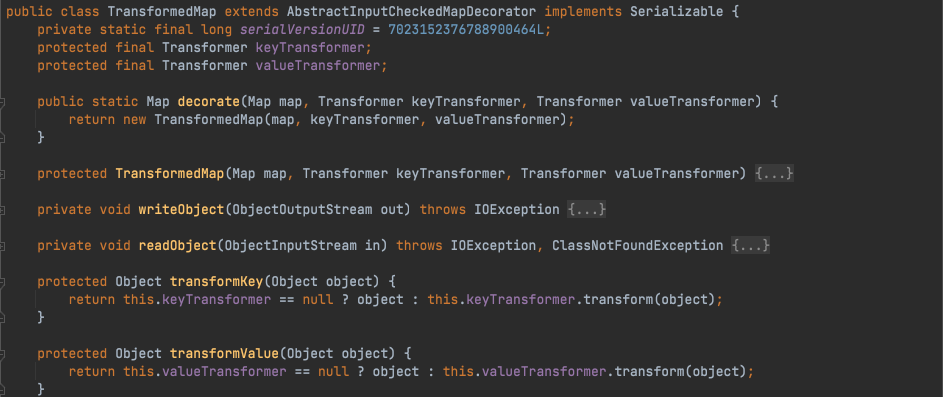 public class TransformedMap extends AbstractInputCheckedMapDecorator implements Serializable {
private static final long serialVersionUID = 7023152376788900464L;
protected final Transformer keyTransformer;
protected final Transformer valueTransformer;
public static Map decorate(Map map, Transformer keyTransformer, Transformer valueTransformer) {
return new TransformedMap(map, keyTransformer, valueTransformer);
}
protected TransformedMap(Map map, Transformer keyTransformer, Transformer valueTransformer) {...}
private void writeObject(ObjectOutputStream out) throws IOException {...}
private void readObject(ObjectInputStream in) throws IOException, ClassNotFoundException {...}
protected Object transformKey(Object object) {
return this.keyTransformer == null ? object : this.keyTransformer.transform(object);
}
protected Object transformValue(Object object) {
return this.valueTransformer == null ? object : this.valueTransformer.transform(object);
}